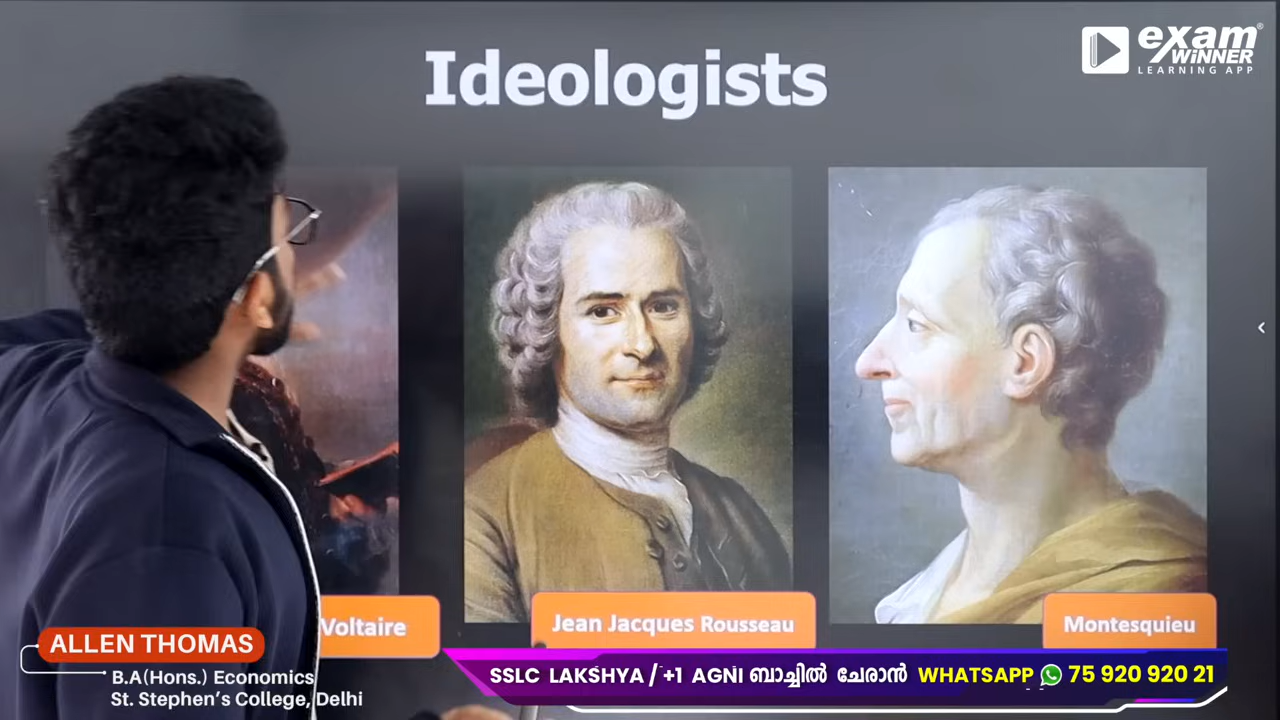 Ideologists
exam
WiNNER
LEARNING APP
Voltaire
Jean Jacques Rousseau
Montesquieu
ALLEN THOMAS
B.A(Hons.) Economics
St. Stephen's College, Delhi
SSLC LAKSHYA / +1 AGNI ബാച്ചിൽ ചേരാൻ WHATSAPP 75 920 920 21